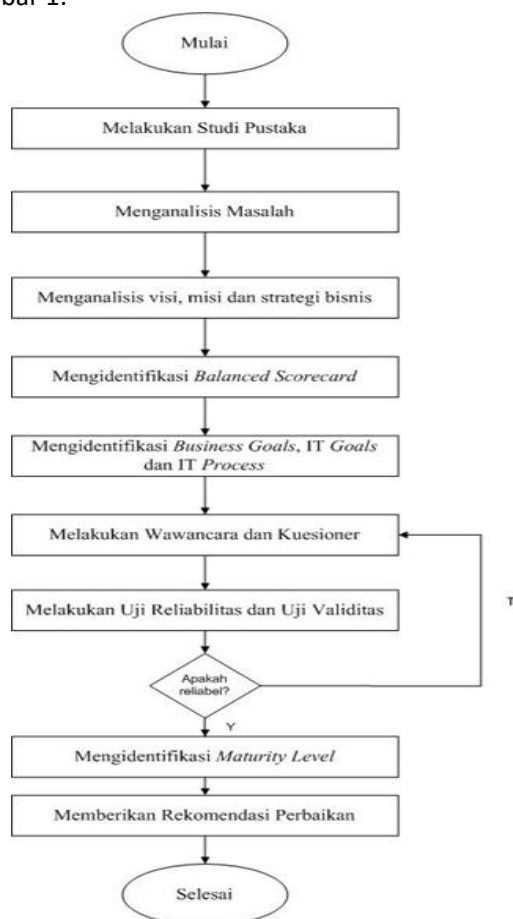 bar 1.
Mulai
Melakukan Studi Pustaka
Menganalisis Masalah
Menganalisis visi, misi dan strategi bisnis
Mengidentifikasi Balanced Scorecard
Mengidentifikasi Business Goals, IT Goals
dan IT Process
Melakukan Wawancara dan Kuesioner
Melakukan Uji Reliabilitas dan Uji Validitas
T
Apakah
reliabel?
Y
Mengidentifikasi Maturity Level
Memberikan Rekomendasi Perbaikan
Selesai